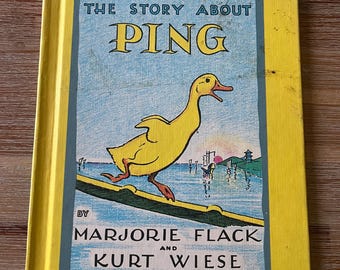 THE STORY ABOUT
PING
BY
MARJORIE FLACK
AND
KURT WIESE